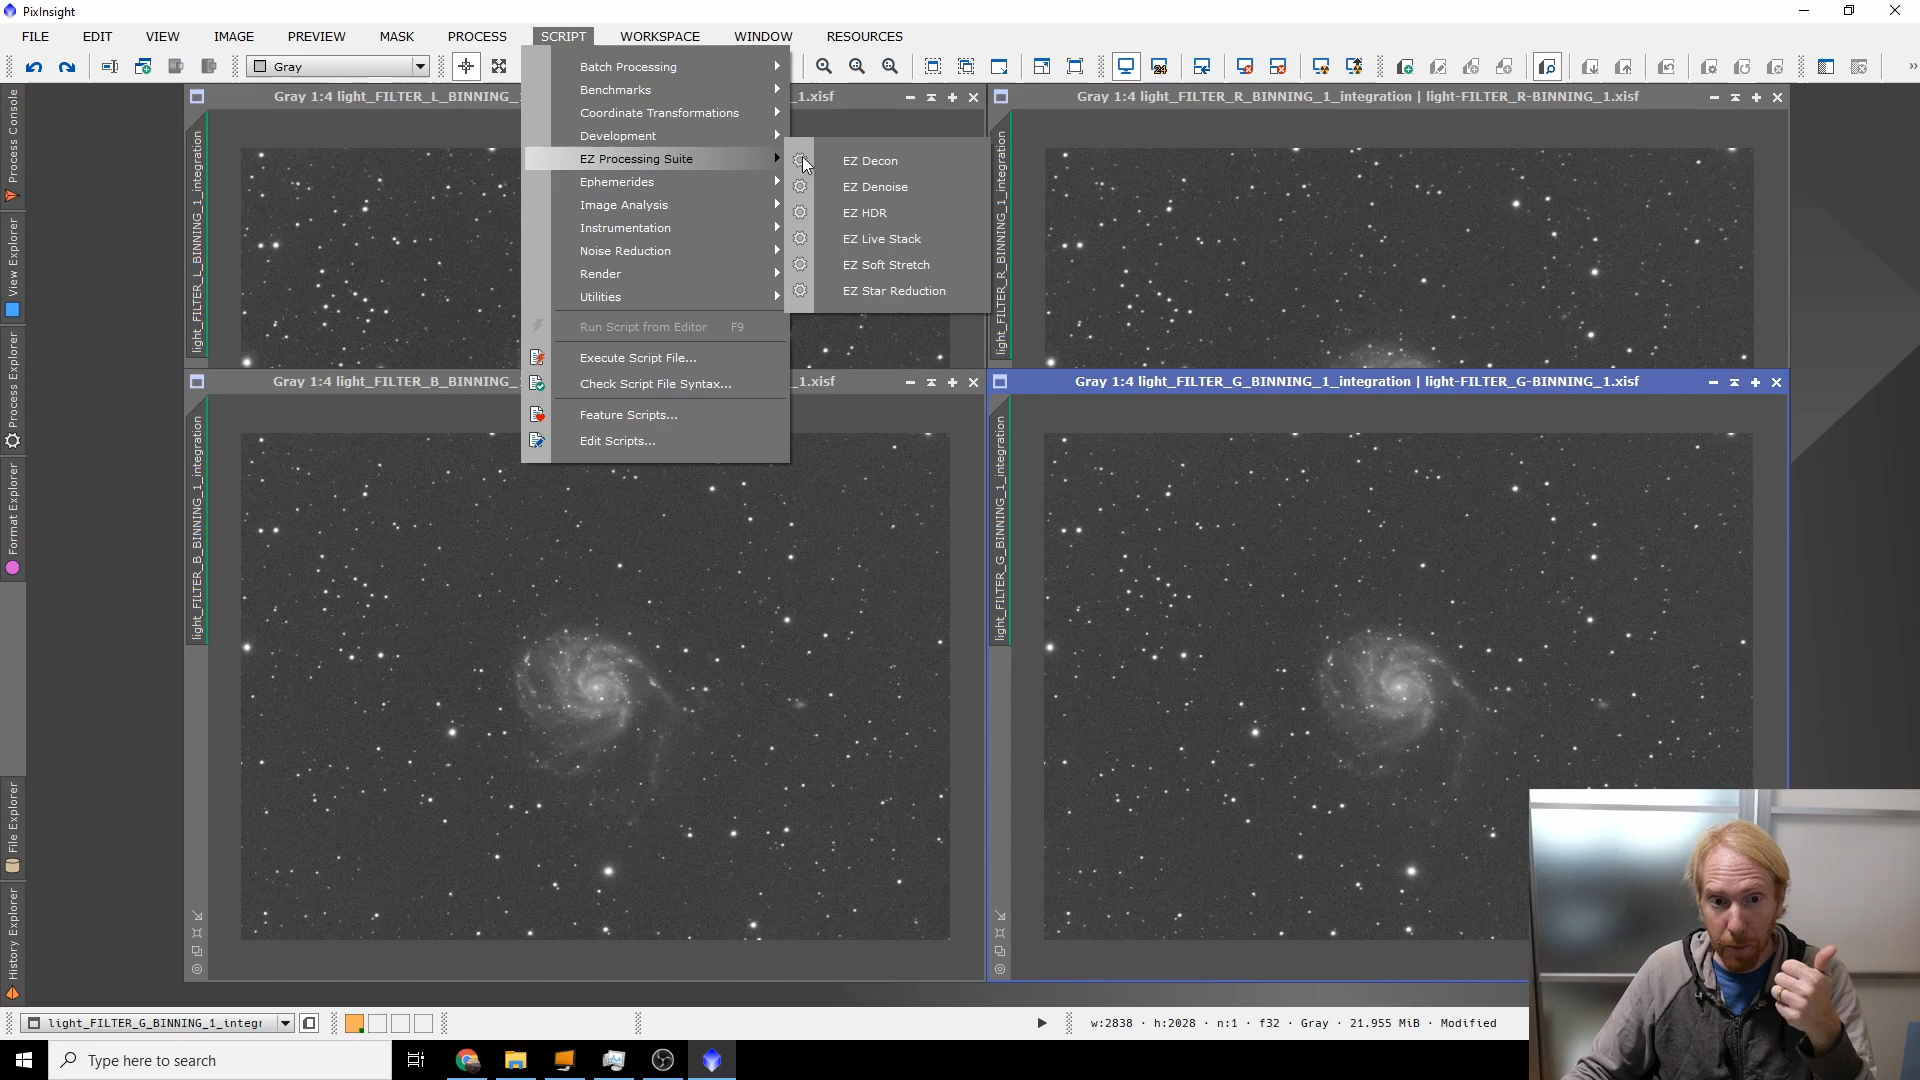 PixInsight
FILE EDIT VIEW IMAGE PREVIEW MASK PROCESS SCRIPT WORKSPACE WINDOW RESOURCES
Gray
24
Process Console
View Explorer
Process Explorer
Format Explorer
File Explorer
History Explorer
Gray 1:4 light_FILTER_L_BINNING_1
_1.xisf
light_FILTER_L_BINNING_1_integration
Gray 1:4 light_FILTER_R_BINNING_1_integration | light-FILTER_R-BINNING_1.xisf
light_FILTER_R_BINNING_1_integration
Batch Processing
Benchmarks
Coordinate Transformations
Development
EZ Processing Suite
Ephemerides
Image Analysis
Instrumentation
Noise Reduction
Render
Utilities
Run Script from Editor F9
Execute Script File...
Check Script File Syntax...
Feature Scripts...
Edit Scripts...
EZ Decon
EZ Denoise
EZ HDR
EZ Live Stack
EZ Soft Stretch
EZ Star Reduction
Gray 1:4 light_FILTER_B_BINNING_1
_1.xisf
light_FILTER_B_BINNING_1_integration
Gray 1:4 light_FILTER_G_BINNING_1_integration | light-FILTER_G-BINNING_1.xisf
light_FILTER_G_BINNING_1_integration
light_FILTER_G_BINNING_1_integr
w:2838 · h:2028 · n:1 · f32 · Gray · 21.955 MiB · Modified
Type here to search